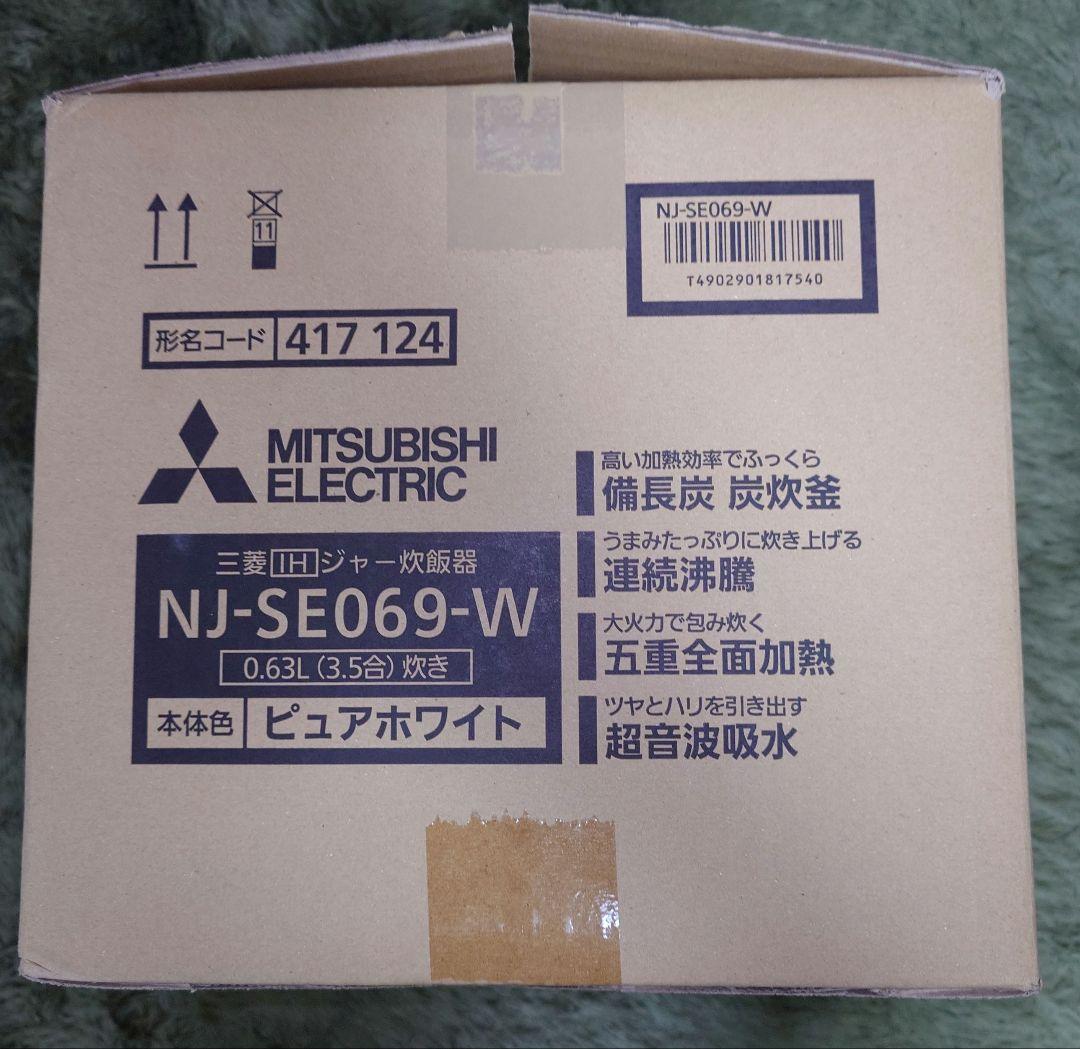 11
NJ-SE069-W
T4902901817540
形名コード 417 124
MITSUBISHI
ELECTRIC
三菱IHジャー炊飯器
NJ-SE069-W
0.63L(3.5合)炊き
本体色 ピュアホワイト
高い加熱効率でふっくら
備長炭 炭炊釜
うまみたっぷりに炊き上げる
連続沸騰
大火力で包み炊く
五重全面加熱
ツヤとハリを引き出す
超音波吸水